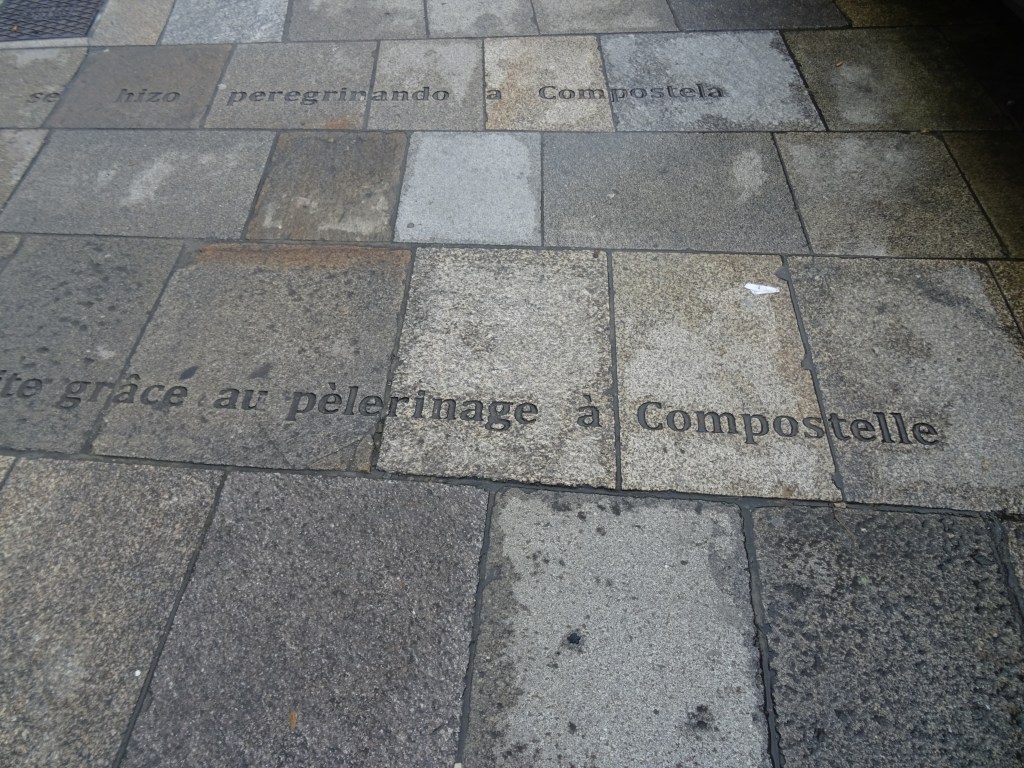 se hizo peregrinando a Compostela
ite grâce au pèlerinage à Compostelle